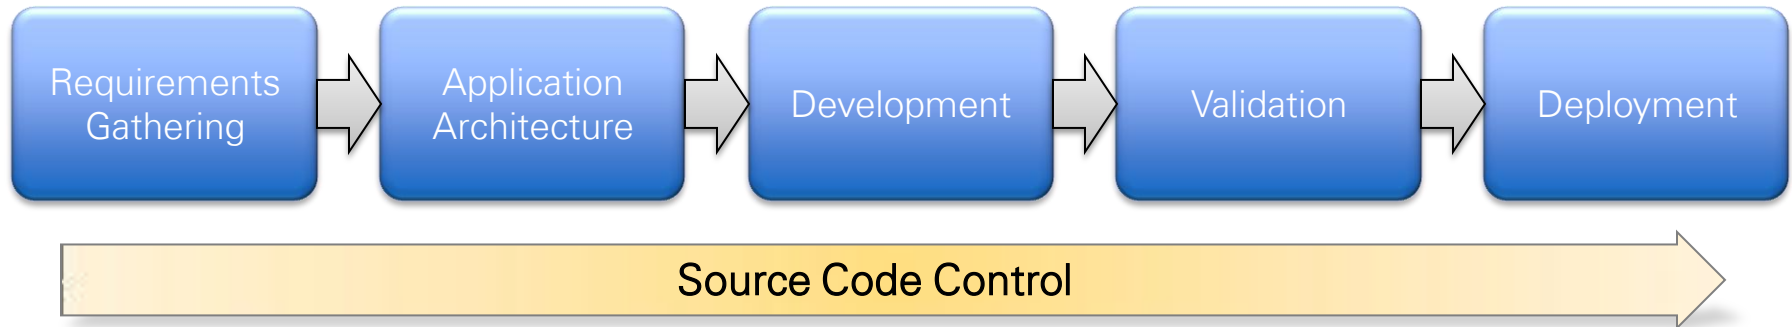 Requirements
Gathering
Application
Architecture
Development
Validation
Deployment
Source Code Control